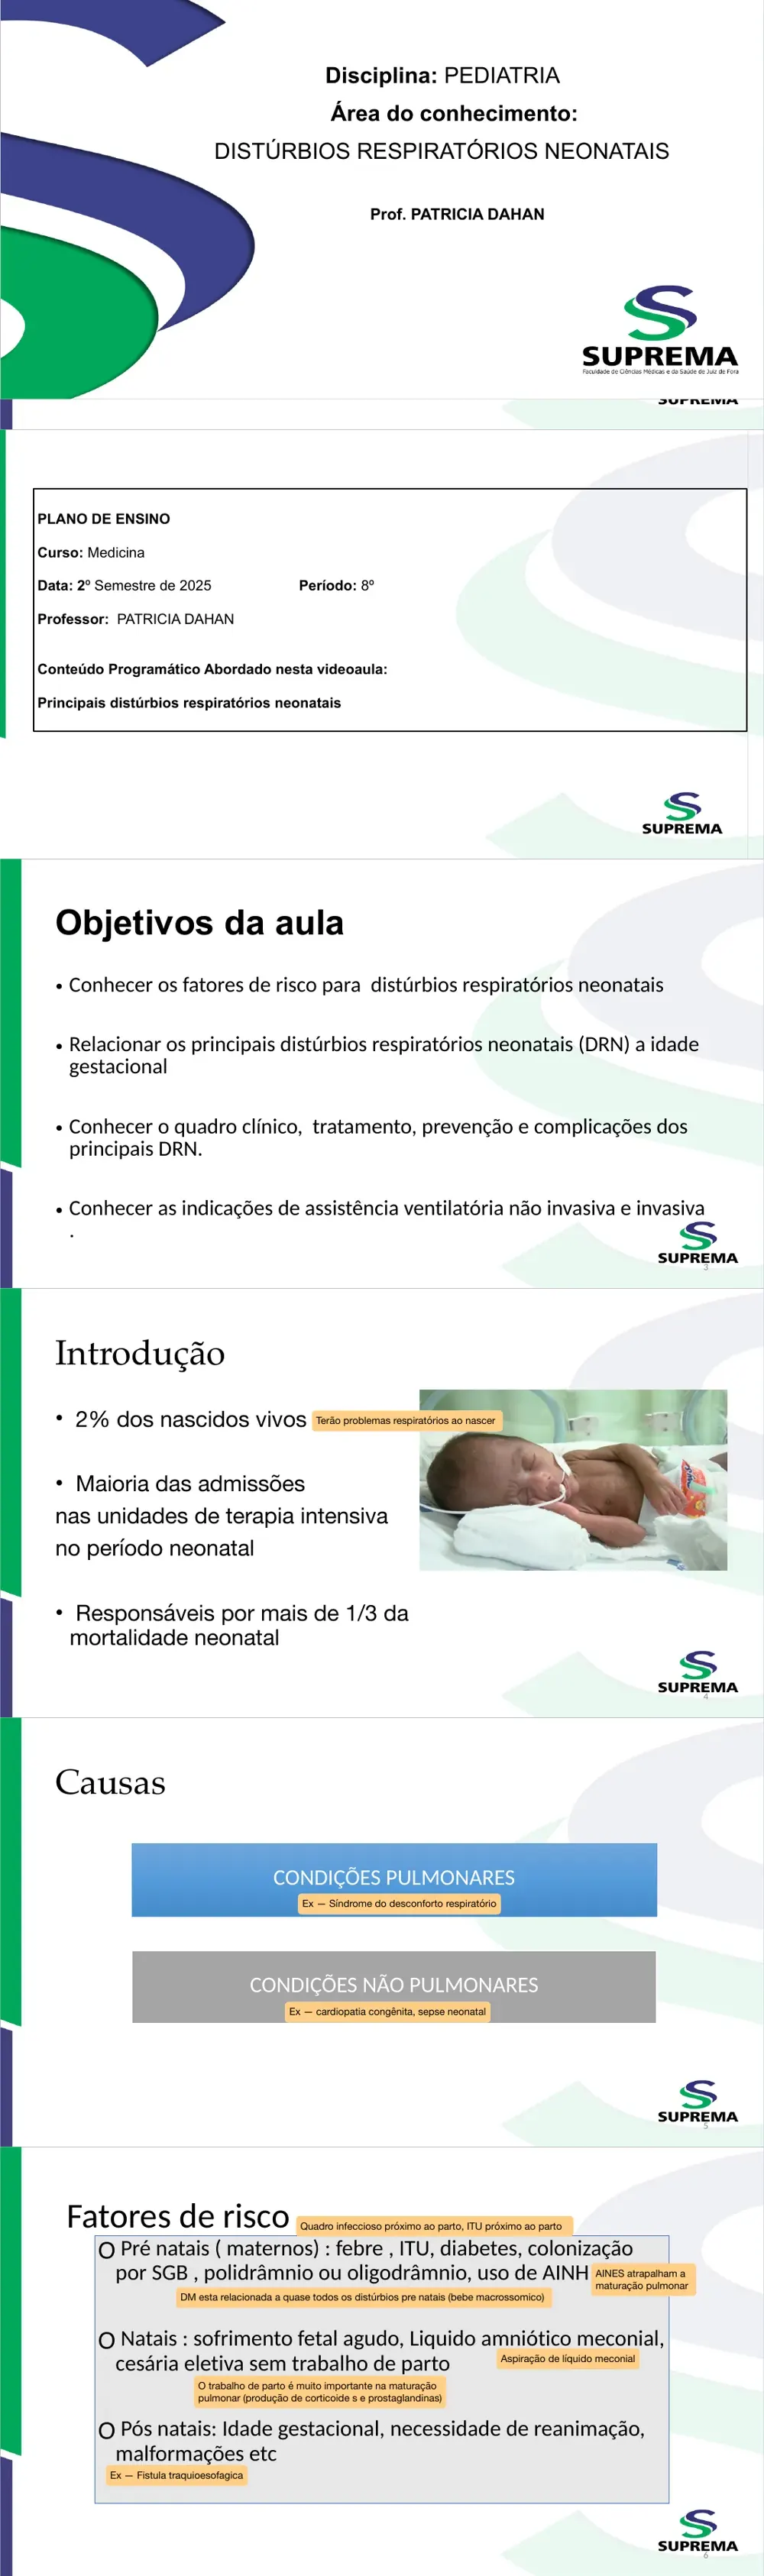 Disciplina: PEDIATRIA
Área do conhecimento:
DISTÚRBIOS RESPIRATÓRIOS NEONATAIS
Prof. PATRICIA DAHAN
SUPREMA
Faculdade de Ciências Médicas e da Saúde de Juiz de Fora
SUPREMA
PLANO DE ENSINO
Curso: Medicina
Data: 2º Semestre de 2025 Período: 8º
Professor: PATRICIA DAHAN
Conteúdo Programático Abordado nesta videoaula:
Principais distúrbios respiratórios neonatais
SUPREMA
Objetivos da aula
• Conhecer os fatores de risco para distúrbios respiratórios neonatais
• Relacionar os principais distúrbios respiratórios neonatais (DRN) a idade
gestacional
• Conhecer o quadro clínico, tratamento, prevenção e complicações dos
principais DRN.
• Conhecer as indicações de assistência ventilatória não invasiva e invasiva
.
SUPREMA
3
Introdução
• 2% dos nascidos vivos
Terão problemas respiratórios ao nascer
• Maioria das admissões
nas unidades de terapia intensiva
no período neonatal
• Responsáveis por mais de 1/3 da
mortalidade neonatal
SUPREMA
4
Causas
CONDIÇÕES PULMONARES
Ex — Síndrome do desconforto respiratório
CONDIÇÕES NÃO PULMONARES
Ex — cardiopatia congênita, sepse neonatal
SUPREMA
5
Fatores de risco
Quadro infeccioso próximo ao parto, ITU próximo ao parto
O Pré natais ( maternos) : febre , ITU, diabetes, colonização
por SGB , polidrâmnio ou oligodrâmnio, uso de AINH
AINES atrapalham a
maturação pulmonar
DM esta relacionada a quase todos os distúrbios pre natais (bebe macrossomico)
O Natais : sofrimento fetal agudo, Liquido amniótico meconial,
cesária eletiva sem trabalho de parto
Aspiração de líquido meconial
O trabalho de parto é muito importante na maturação
pulmonar (produção de corticoide s e prostaglandinas)
O Pós natais: Idade gestacional, necessidade de reanimação,
malformações etc
Ex — Fistula traquioesofagica
SUPREMA
6